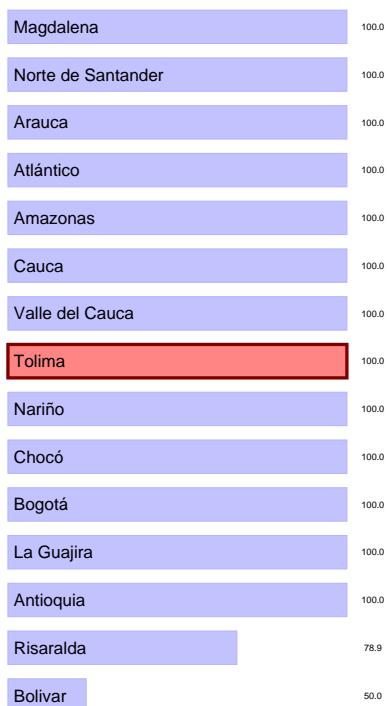 Magdalena 100.0
Norte de Santander 100.0
Arauca 100.0
Atlántico 100.0
Amazonas 100.0
Cauca 100.0
Valle del Cauca 100.0
Tolima 100.0
Nariño 100.0
Chocó 100.0
Bogotá 100.0
La Guajira 100.0
Antioquia 100.0
Risaralda 78.9
Bolivar 50.0